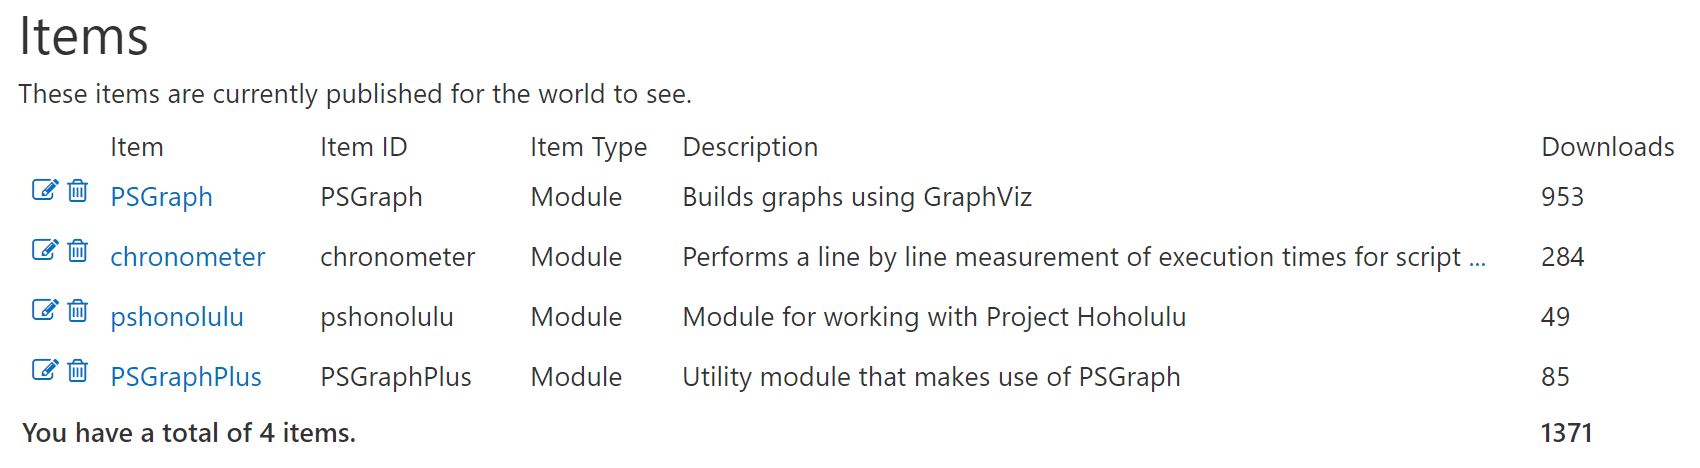 Items
These items are currently published for the world to see.
Item Item ID Item Type Description Downloads
PSGraph PSGraph Module Builds graphs using GraphViz 953
chronometer chronometer Module Performs a line by line measurement of execution times for script ... 284
pshonolulu pshonolulu Module Module for working with Project Hoholulu 49
PSGraphPlus PSGraphPlus Module Utility module that makes use of PSGraph 85
You have a total of 4 items. 1371